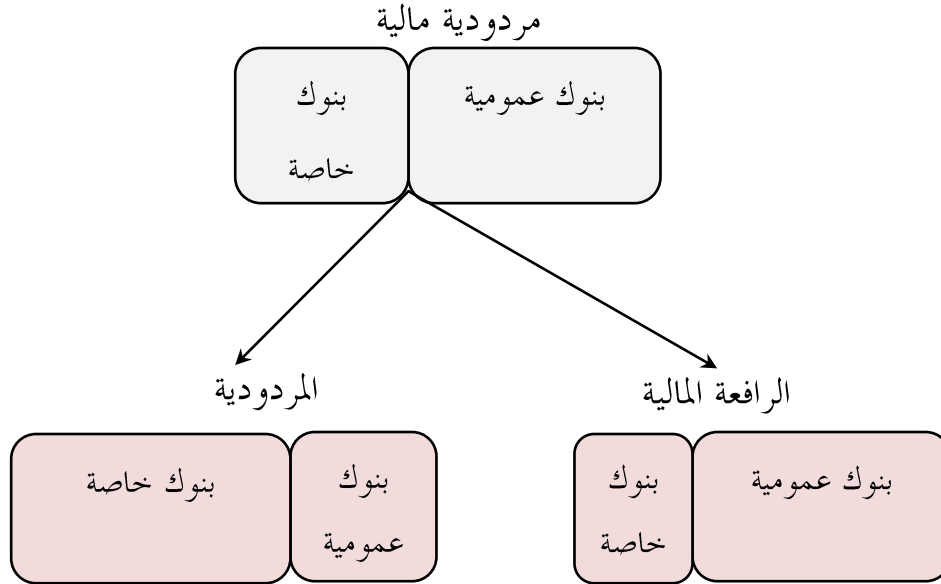 مردودية مالية
بنوك عمومية
بنوك
خاصة
الرافعة المالية
المردودية
بنوك عمومية
بنوك
خاصة
بنوك
عمومية
بنوك خاصة